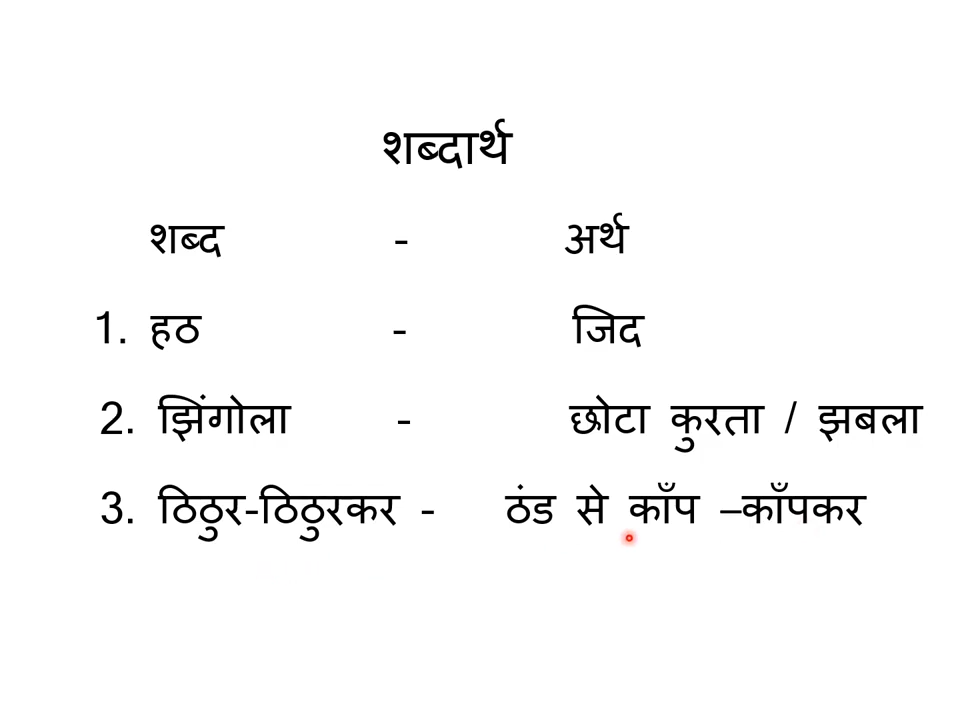 शब्दार्थ
शब्द - अर्थ
1. हठ - जिद
2. झिंगोला - छोटा कुरता / झबला
3. ठिठुर-ठिठुरकर - ठंड से काँप –काँपकर